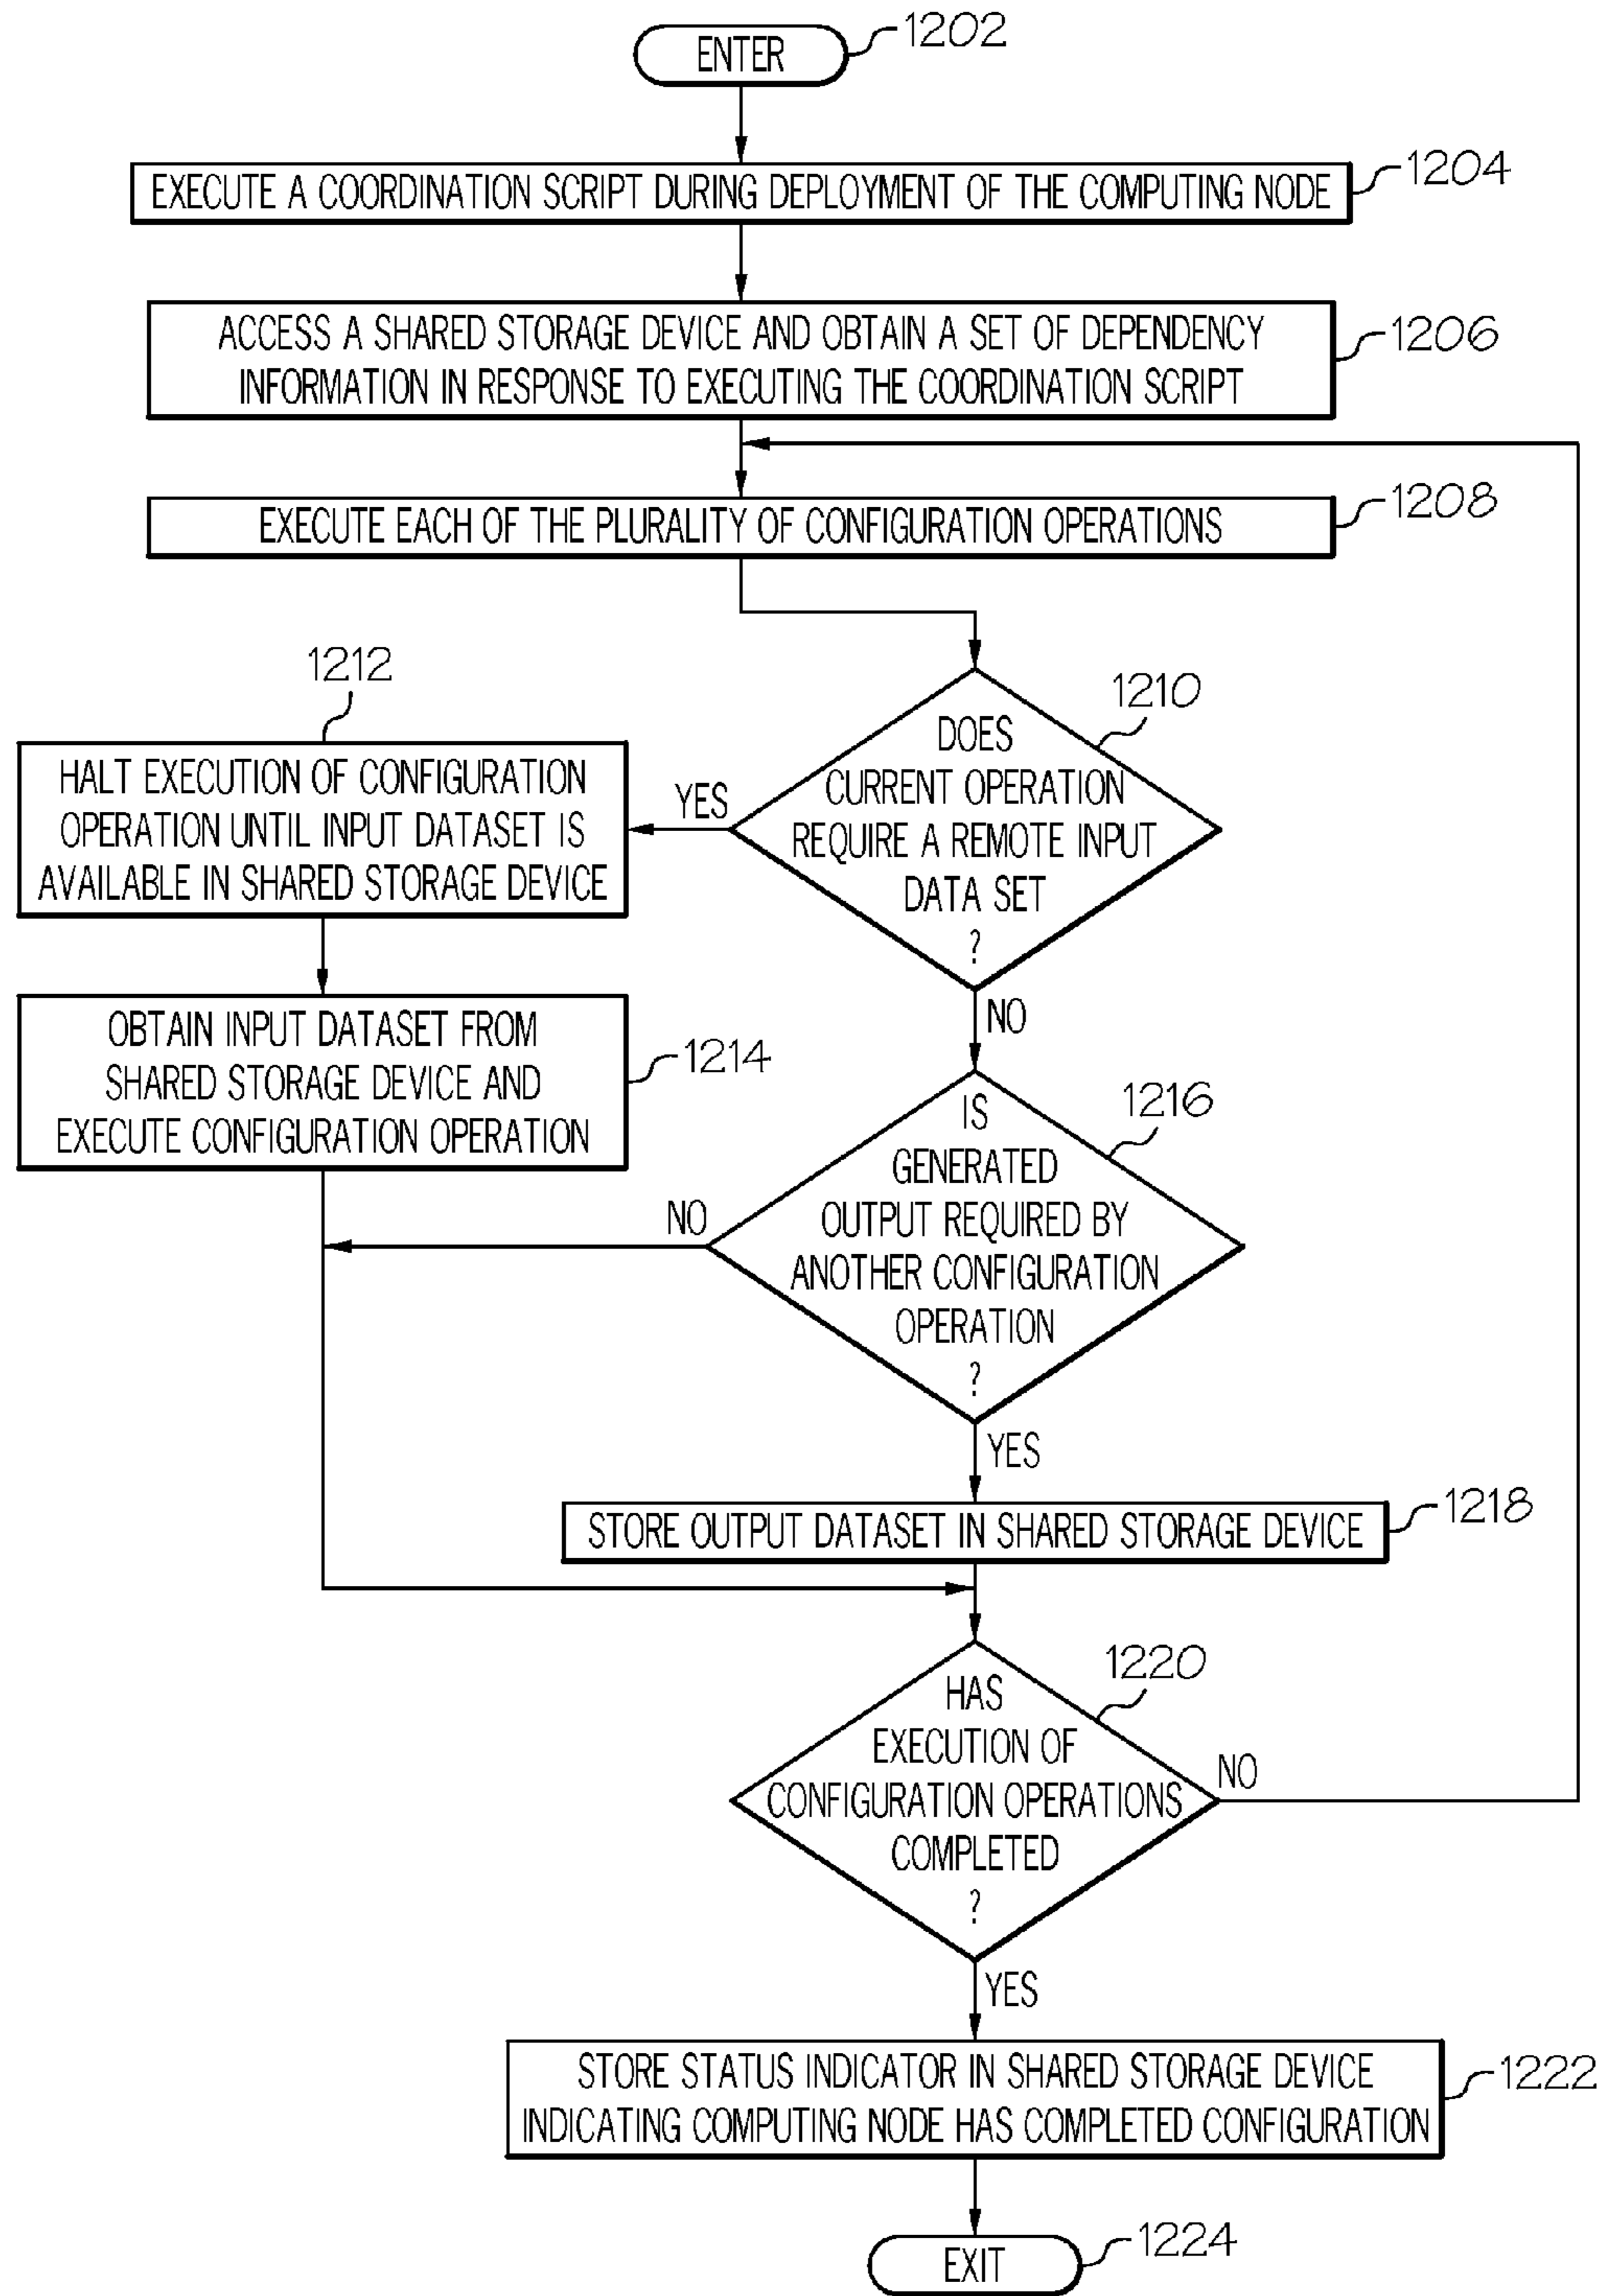 ENTER
1202
EXECUTE A COORDINATION SCRIPT DURING DEPLOYMENT OF THE COMPUTING NODE
1204
ACCESS A SHARED STORAGE DEVICE AND OBTAIN A SET OF DEPENDENCY
INFORMATION IN RESPONSE TO EXECUTING THE COORDINATION SCRIPT
1206
EXECUTE EACH OF THE PLURALITY OF CONFIGURATION OPERATIONS
1208
1210
DOES
CURRENT OPERATION
REQUIRE A REMOTE INPUT
DATA SET
?
YES
1212
HALT EXECUTION OF CONFIGURATION
OPERATION UNTIL INPUT DATASET IS
AVAILABLE IN SHARED STORAGE DEVICE
NO
OBTAIN INPUT DATASET FROM
SHARED STORAGE DEVICE AND
EXECUTE CONFIGURATION OPERATION
1214
1216
IS
GENERATED
OUTPUT REQUIRED BY
ANOTHER CONFIGURATION
OPERATION
?
NO
YES
STORE OUTPUT DATASET IN SHARED STORAGE DEVICE
1218
1220
HAS
EXECUTION OF
CONFIGURATION OPERATIONS
COMPLETED
?
NO
YES
STORE STATUS INDICATOR IN SHARED STORAGE DEVICE
INDICATING COMPUTING NODE HAS COMPLETED CONFIGURATION
1222
EXIT
1224